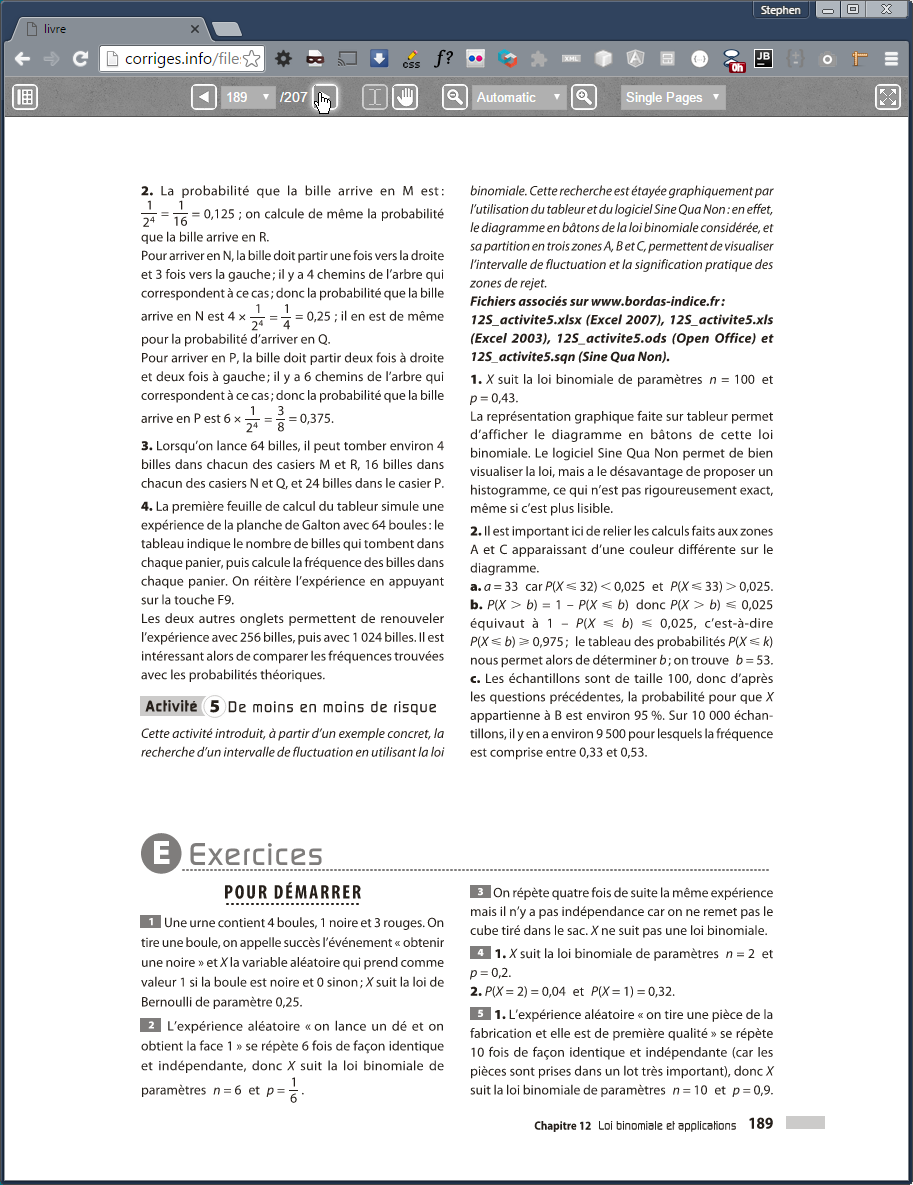 Stephen
livre
corriges.info/file
css
f?
XML
0h
JB
189
/207
Automatic
Single Pages
2. La probabilité que la bille arrive en M est :
1/2⁴ = 1/16 = 0,125 ; on calcule de même la probabilité
que la bille arrive en R.
Pour arriver en N, la bille doit partir une fois vers la droite
et 3 fois vers la gauche ; il y a 4 chemins de l’arbre qui
correspondent à ce cas ; donc la probabilité que la bille
arrive en N est 4 × 1/2⁴ = 1/4 = 0,25 ; il en est de même
pour la probabilité d’arriver en Q.
Pour arriver en P, la bille doit partir deux fois à droite
et deux fois à gauche ; il y a 6 chemins de l’arbre qui
correspondent à ce cas ; donc la probabilité que la bille
arrive en P est 6 × 1/2⁴ = 3/8 = 0,375.
3. Lorsqu’on lance 64 billes, il peut tomber environ 4
billes dans chacun des casiers M et R, 16 billes dans
chacun des casiers N et Q, et 24 billes dans le casier P.
4. La première feuille de calcul du tableur simule une
expérience de la planche de Galton avec 64 boules : le
tableau indique le nombre de billes qui tombent dans
chaque panier, puis calcule la fréquence des billes dans
chaque panier. On réitère l’expérience en appuyant
sur la touche F9.
Les deux autres onglets permettent de renouveler
l’expérience avec 256 billes, puis avec 1 024 billes. Il est
intéressant alors de comparer les fréquences trouvées
avec les probabilités théoriques.
Activité 5 De moins en moins de risque
Cette activité introduit, à partir d’un exemple concret, la
recherche d’un intervalle de fluctuation en utilisant la loi
binomiale. Cette recherche est étayée graphiquement par
l’utilisation du tableur et du logiciel Sine Qua Non : en effet,
le diagramme en bâtons de la loi binomiale considérée, et
sa partition en trois zones A, B et C, permettent de visualiser
l’intervalle de fluctuation et la signification pratique des
zones de rejet.
Fichiers associés sur www.bordas-indice.fr :
12S_activite5.xlsx (Excel 2007), 12S_activite5.xls
(Excel 2003), 12S_activite5.ods (Open Office) et
12S_activite5.sqn (Sine Qua Non).
1. X suit la loi binomiale de paramètres n = 100 et
p = 0,43.
La représentation graphique faite sur tableur permet
d’afficher le diagramme en bâtons de cette loi
binomiale. Le logiciel Sine Qua Non permet de bien
visualiser la loi, mais a le désavantage de proposer un
histogramme, ce qui n’est pas rigoureusement exact,
même si c’est plus lisible.
2. Il est important ici de relier les calculs faits aux zones
A et C apparaissant d’une couleur différente sur le
diagramme.
a. a = 33 car P(X ⩽ 32) < 0,025 et P(X ⩽ 33) > 0,025.
b. P(X > b) = 1 – P(X ⩽ b) donc P(X > b) ⩽ 0,025
équivaut à 1 – P(X ⩽ b) ⩽ 0,025, c’est-à-dire
P(X ⩽ b) ⩾ 0,975 ; le tableau des probabilités P(X ⩽ k)
nous permet alors de déterminer b ; on trouve b = 53.
c. Les échantillons sont de taille 100, donc d’après
les questions précédentes, la probabilité pour que X
appartienne à B est environ 95 %. Sur 10 000 échan-
tillons, il y en a environ 9 500 pour lesquels la fréquence
est comprise entre 0,33 et 0,53.
E Exercices
POUR DÉMARRER
1 Une urne contient 4 boules, 1 noire et 3 rouges. On
tire une boule, on appelle succès l’événement « obtenir
une noire » et X la variable aléatoire qui prend comme
valeur 1 si la boule est noire et 0 sinon ; X suit la loi de
Bernoulli de paramètre 0,25.
2 L’expérience aléatoire « on lance un dé et on
obtient la face 1 » se répète 6 fois de façon identique
et indépendante, donc X suit la loi binomiale de
paramètres n = 6 et p = 1/6 .
3 On répète quatre fois de suite la même expérience
mais il n’y a pas indépendance car on ne remet pas le
cube tiré dans le sac. X ne suit pas une loi binomiale.
4 1. X suit la loi binomiale de paramètres n = 2 et
p = 0,2.
2. P(X = 2) = 0,04 et P(X = 1) = 0,32.
5 1. L’expérience aléatoire « on tire une pièce de la
fabrication et elle est de première qualité » se répète
10 fois de façon identique et indépendante (car les
pièces sont prises dans un lot très important), donc X
suit la loi binomiale de paramètres n = 10 et p = 0,9.
Chapitre 12 Loi binomiale et applications 189